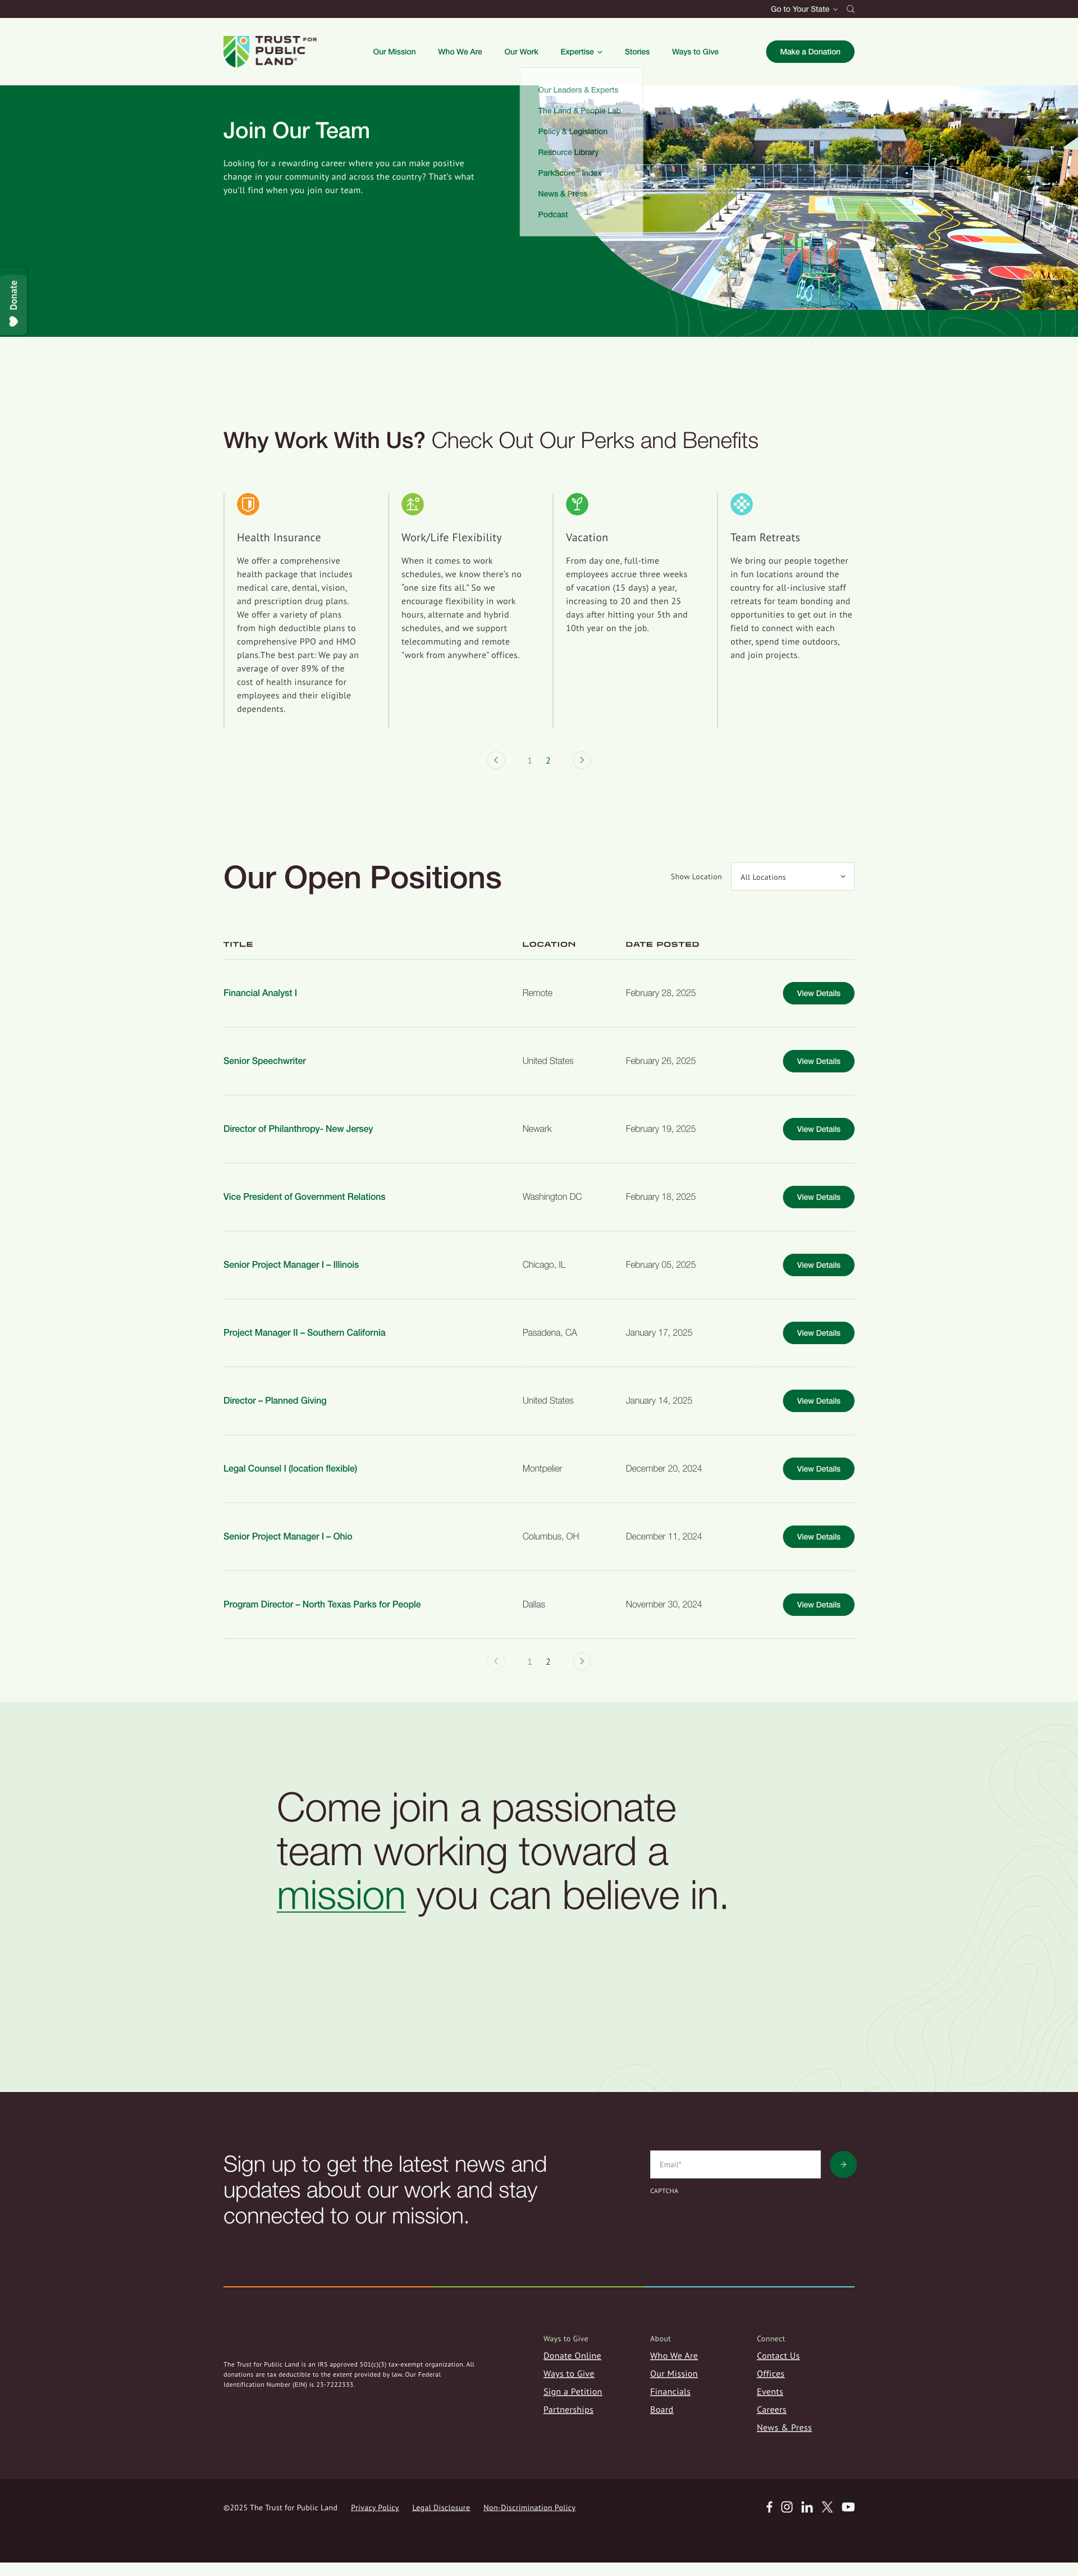 Go to Your State
TRUST FOR
PUBLIC
LAND®
Our Mission
Who We Are
Our Work
Expertise
Stories
Ways to Give
Make a Donation
Our Leaders & Experts
The Land & People Lab
Policy & Legislation
Resource Library
ParkScore® Index
News & Press
Podcast
Join Our Team
Looking for a rewarding career where you can make positive
change in your community and across the country? That’s what
you’ll find when you join our team.
Donate
Why Work With Us? Check Out Our Perks and Benefits
Health Insurance
We offer a comprehensive
health package that includes
medical care, dental, vision,
and prescription drug plans.
We offer a variety of plans
from high deductible plans to
comprehensive PPO and HMO
plans.The best part: We pay an
average of over 89% of the
cost of health insurance for
employees and their eligible
dependents.
Work/Life Flexibility
When it comes to work
schedules, we know there’s no
“one size fits all.” So we
encourage flexibility in work
hours, alternate and hybrid
schedules, and we support
telecommuting and remote
"work from anywhere" offices.
Vacation
From day one, full-time
employees accrue three weeks
of vacation (15 days) a year,
increasing to 20 and then 25
days after hitting your 5th and
10th year on the job.
Team Retreats
We bring our people together
in fun locations around the
country for all-inclusive staff
retreats for team bonding and
opportunities to get out in the
field to connect with each
other, spend time outdoors,
and join projects.
1 2
Our Open Positions
Show Location
All Locations
TITLE LOCATION DATE POSTED
Financial Analyst I Remote February 28, 2025 View Details
Senior Speechwriter United States February 26, 2025 View Details
Director of Philanthropy- New Jersey Newark February 19, 2025 View Details
Vice President of Government Relations Washington DC February 18, 2025 View Details
Senior Project Manager I – Illinois Chicago, IL February 05, 2025 View Details
Project Manager II – Southern California Pasadena, CA January 17, 2025 View Details
Director – Planned Giving United States January 14, 2025 View Details
Legal Counsel I (location flexible) Montpelier December 20, 2024 View Details
Senior Project Manager I – Ohio Columbus, OH December 11, 2024 View Details
Program Director – North Texas Parks for People Dallas November 30, 2024 View Details
1 2
Come join a passionate
team working toward a
mission you can believe in.
Sign up to get the latest news and
updates about our work and stay
connected to our mission.
Email*
CAPTCHA
The Trust for Public Land is an IRS approved 501(c)(3) tax-exempt organization. All
donations are tax deductible to the extent provided by law. Our Federal
Identification Number (EIN) is 23-7222333.
Ways to Give
Donate Online
Ways to Give
Sign a Petition
Partnerships
About
Who We Are
Our Mission
Financials
Board
Connect
Contact Us
Offices
Events
Careers
News & Press
©2025 The Trust for Public Land Privacy Policy Legal Disclosure Non-Discrimination Policy